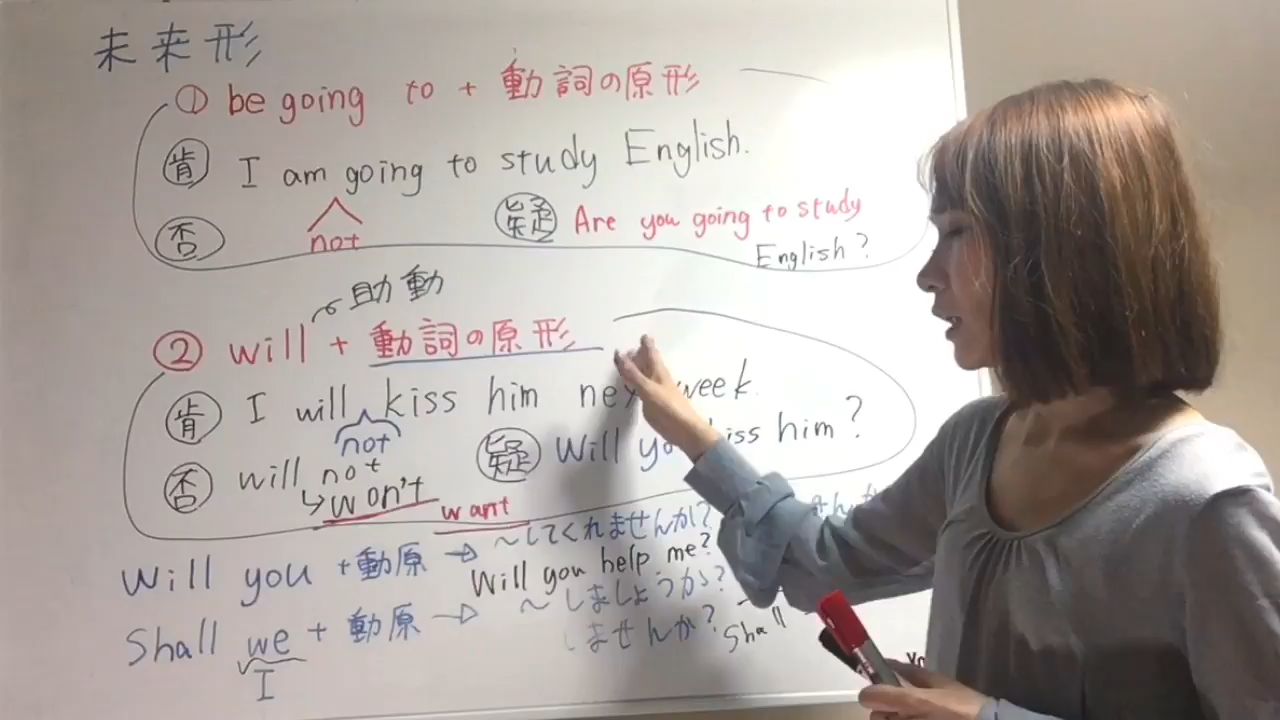 未来形
① be going to + 動詞の原形
肯 I am going to study English.
否 not 疑 Are you going to study
English?
助動
② will + 動詞の原形
肯 I will kiss him week.
not
疑 Will him?
否 will not
won't want
Will you + 動原 → 〜してくれませんか?
Will you help me?
Shall we + 動原 → 〜しましょうか?
しませんか? Shall
I